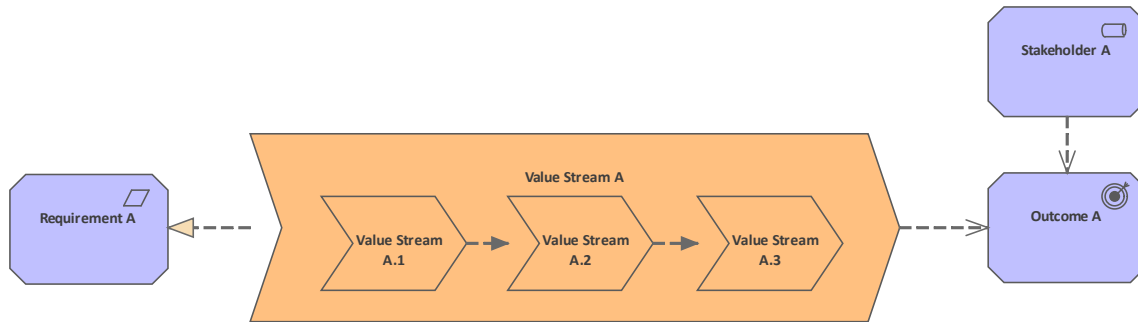 Stakeholder A
Value Stream A
Requirement A
Outcome A
Value Stream
A.1
Value Stream
A.2
Value Stream
A.3